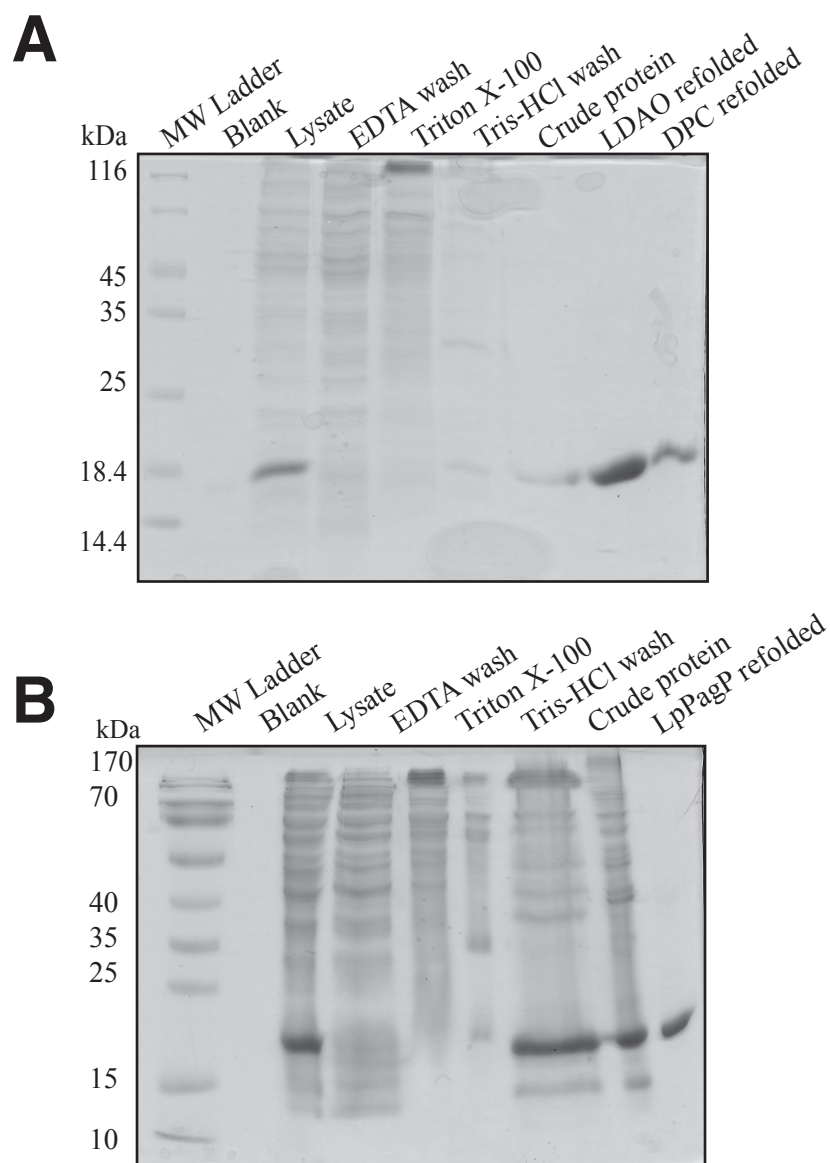 A
MW Ladder
Blank
Lysate
EDTA wash
Triton X-100
Tris-HCl wash
Crude protein
LDAO refolded
DPC refolded
kDa
116
45
35
25
18.4
14.4
B
MW Ladder
Blank
Lysate
EDTA wash
Triton X-100
Tris-HCl wash
Crude protein
LpPagP refolded
kDa
170
70
40
35
25
15
10